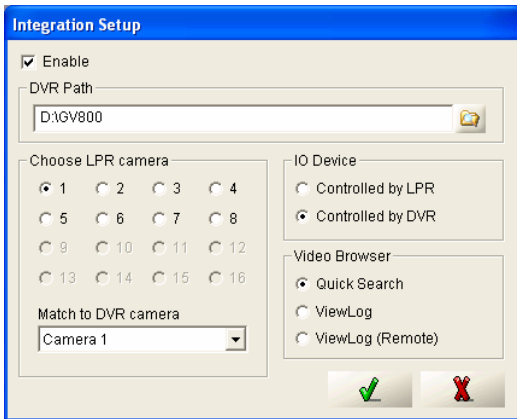 Integration Setup
Enable
DVR Path
D:\GV800
Choose LPR camera
1 2 3 4
5 6 7 8
9 10 11 12
13 14 15 16
Match to DVR camera
Camera 1
IO Device
Controlled by LPR
Controlled by DVR
Video Browser
Quick Search
ViewLog
ViewLog (Remote)